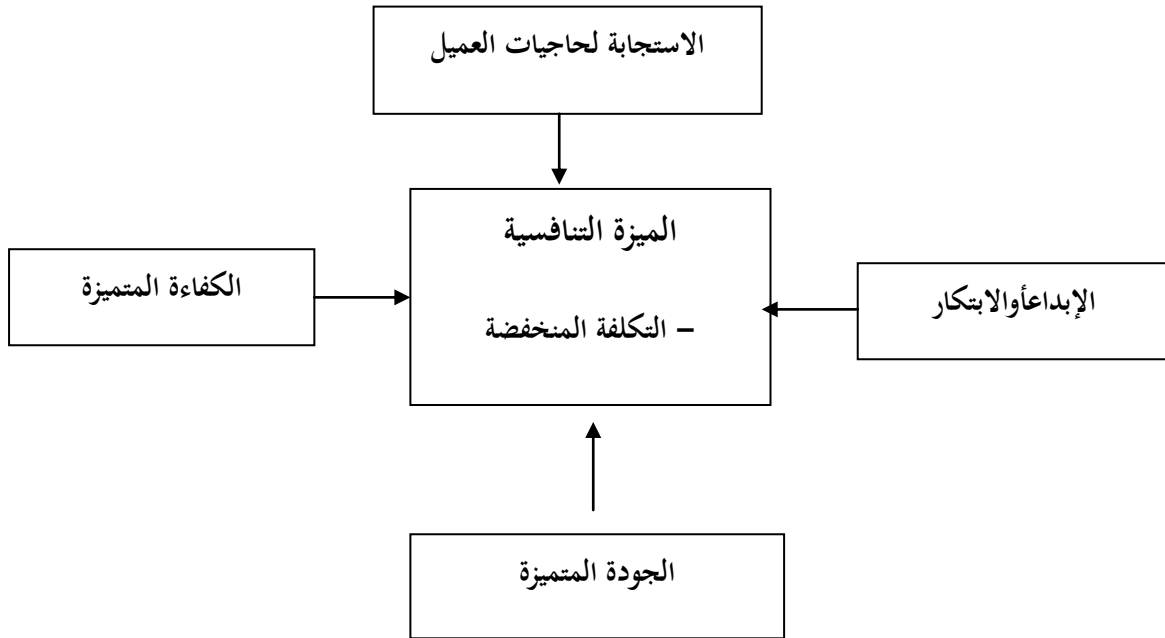 الاستجابة لحاجيات العميل
الميزة التنافسية
– التكلفة المنخفضة
الإبداعأوالابتكار
الكفاءة المتميزة
الجودة المتميزة